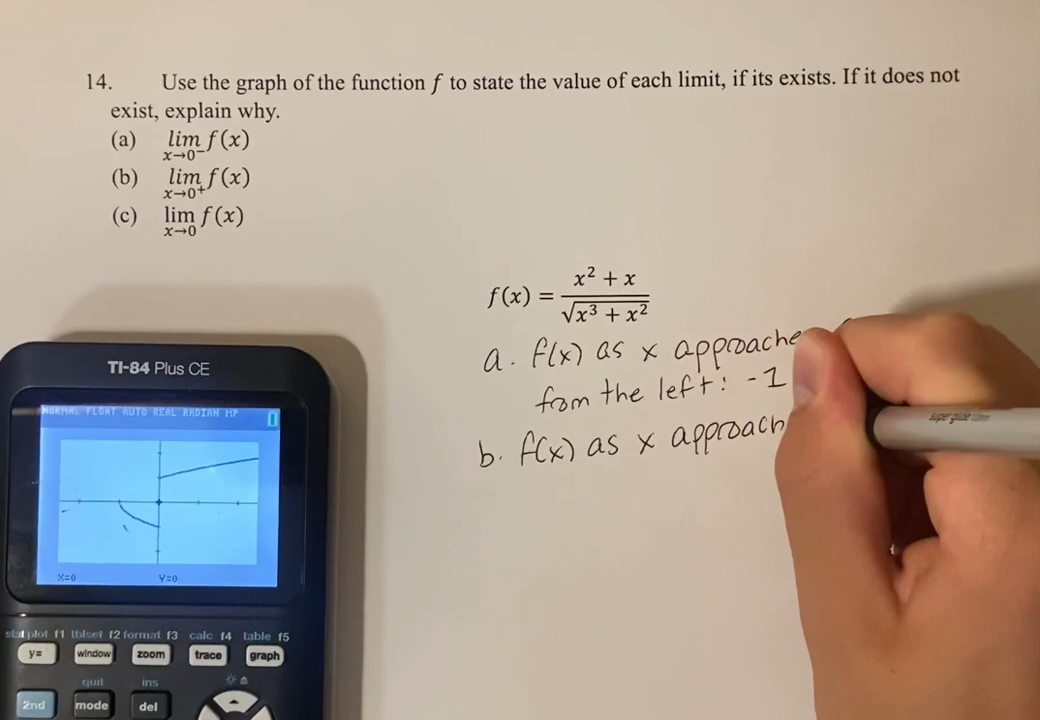 14. Use the graph of the function f to state the value of each limit, if its exists. If it does not
exist, explain why.
(a) lim f(x)
x→0⁻
(b) lim f(x)
x→0⁺
(c) lim f(x)
x→0
f(x) = (x² + x)/√(x³ + x²)
a. f(x) as x approache
from the left: -1
b. f(x) as x approach
super glide
TI-84 Plus CE
NORMAL FLOAT AUTO REAL RADIAN MP
X=0 Y=0
stat plot f1 tblset f2 format f3 calc f4 table f5
y= window zoom trace graph
quit ins
2nd mode del